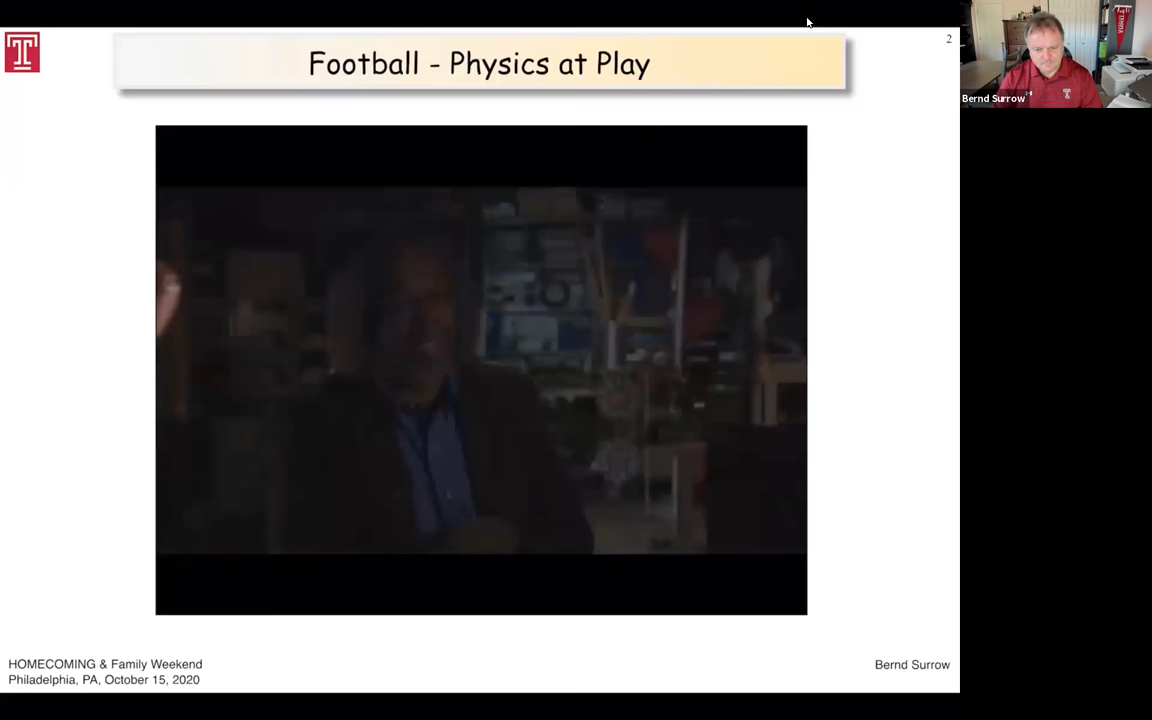 T
Football - Physics at Play
2
Bernd Surrow
T
HOMECOMING & Family Weekend
Philadelphia, PA, October 15, 2020
Bernd Surrow